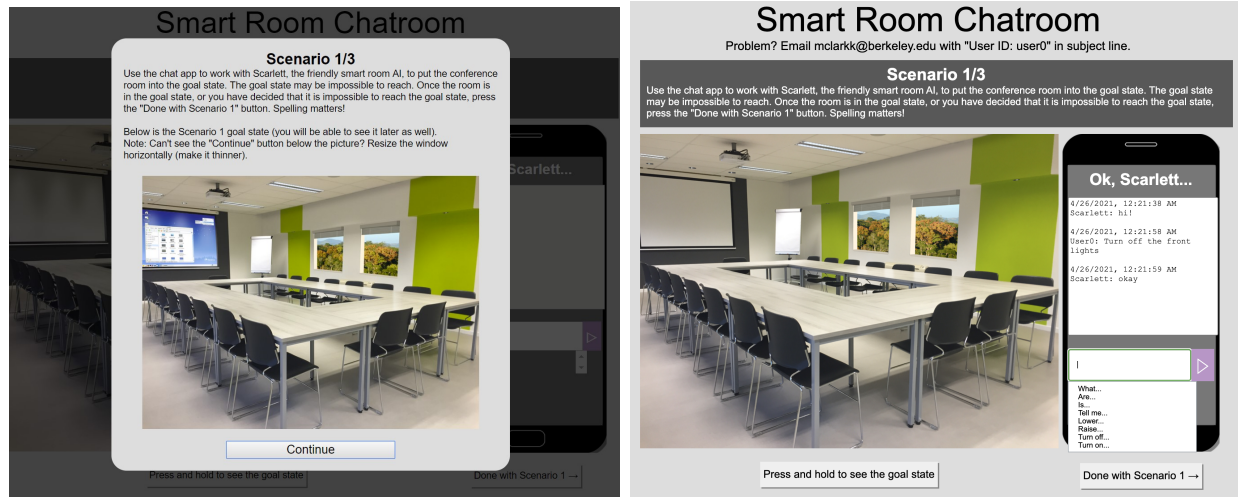 Smart Room Chatroom
Scenario 1/3
Use the chat app to work with Scarlett, the friendly smart room AI, to put the conference
room into the goal state. The goal state may be impossible to reach. Once the room is
in the goal state, or you have decided that it is impossible to reach the goal state, press
the "Done with Scenario 1" button. Spelling matters!
Below is the Scenario 1 goal state (you will be able to see it later as well).
Note: Can't see the "Continue" button below the picture? Resize the window
horizontally (make it thinner).
Scarlett...
Continue
Press and hold to see the goal state
Done with Scenario 1 →
Smart Room Chatroom
Problem? Email mclarkk@berkeley.edu with "User ID: user0" in subject line.
Scenario 1/3
Use the chat app to work with Scarlett, the friendly smart room AI, to put the conference room into the goal state. The goal state
may be impossible to reach. Once the room is in the goal state, or you have decided that it is impossible to reach the goal state,
press the "Done with Scenario 1" button. Spelling matters!
Ok, Scarlett...
4/26/2021, 12:21:38 AM
Scarlett: hi!
4/26/2021, 12:21:58 AM
User0: Turn off the front
lights
4/26/2021, 12:21:59 AM
Scarlett: okay
What...
Are...
Is...
Tell me...
Lower...
Raise...
Turn off...
Turn on...
Press and hold to see the goal state
Done with Scenario 1 →